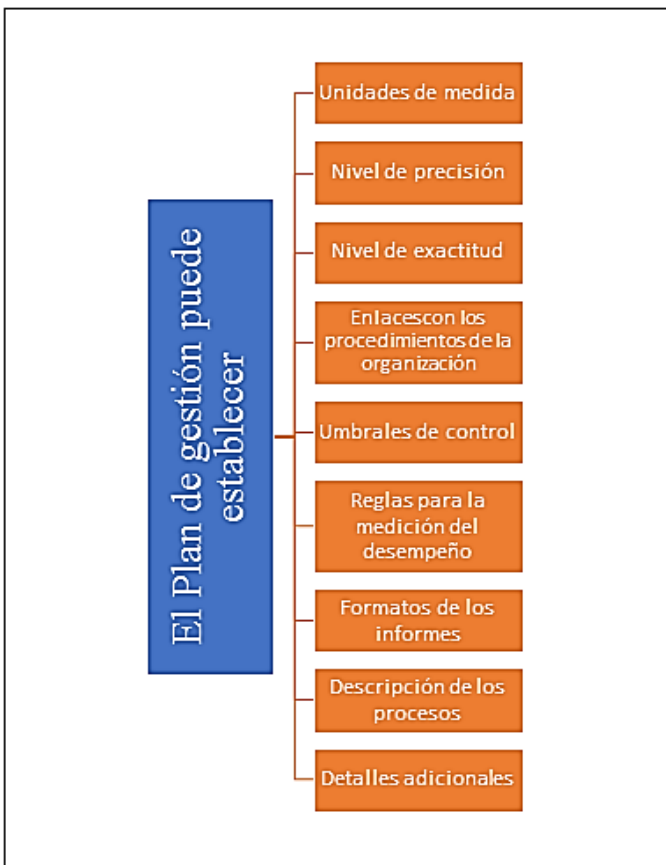 El Plan de gestión puede
establecer
Unidades de medida
Nivel de precisión
Nivel de exactitud
Enlacescon los
procedimientos de la
organización
Umbrales de control
Reglas para la
medición del
desempeño
Formatos de los
informes
Descripción de los
procesos
Detalles adicionales